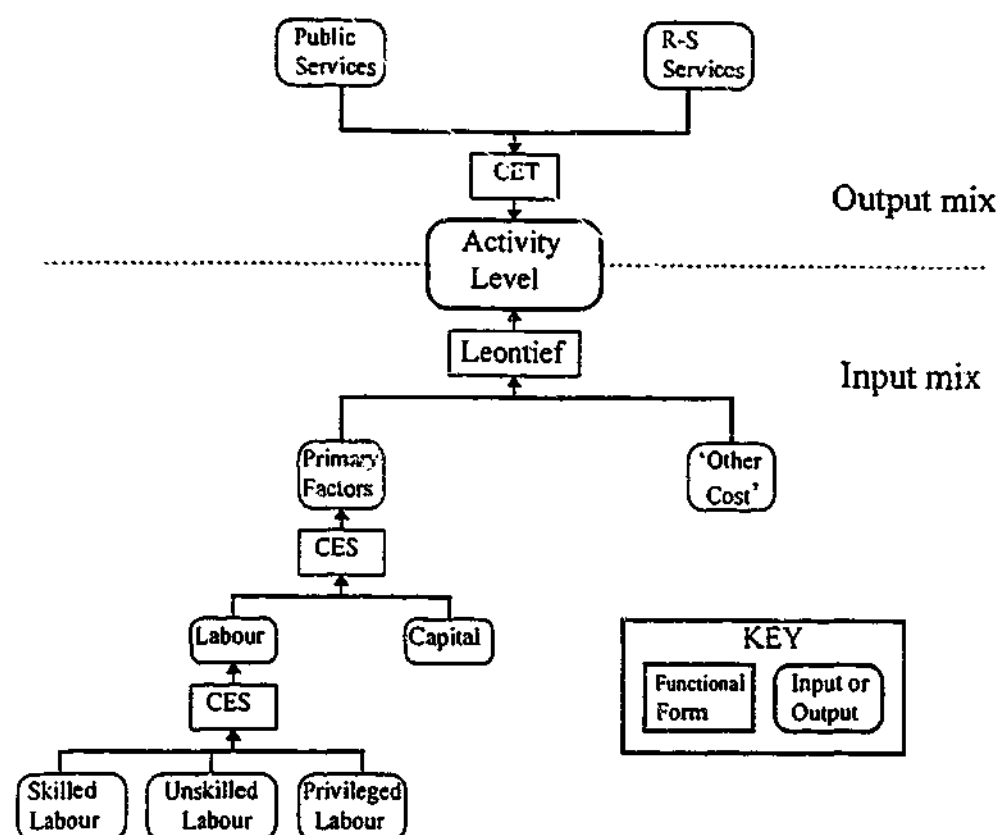 Public
Services
R-S
Services
CET
Output mix
Activity
Level
Leontief
Input mix
Primary
Factors
'Other
Cost'
CES
Labour
Capital
KEY
CES
Functional
Form
Input or
Output
Skilled
Labour
Unskilled
Labour
Privileged
Labour